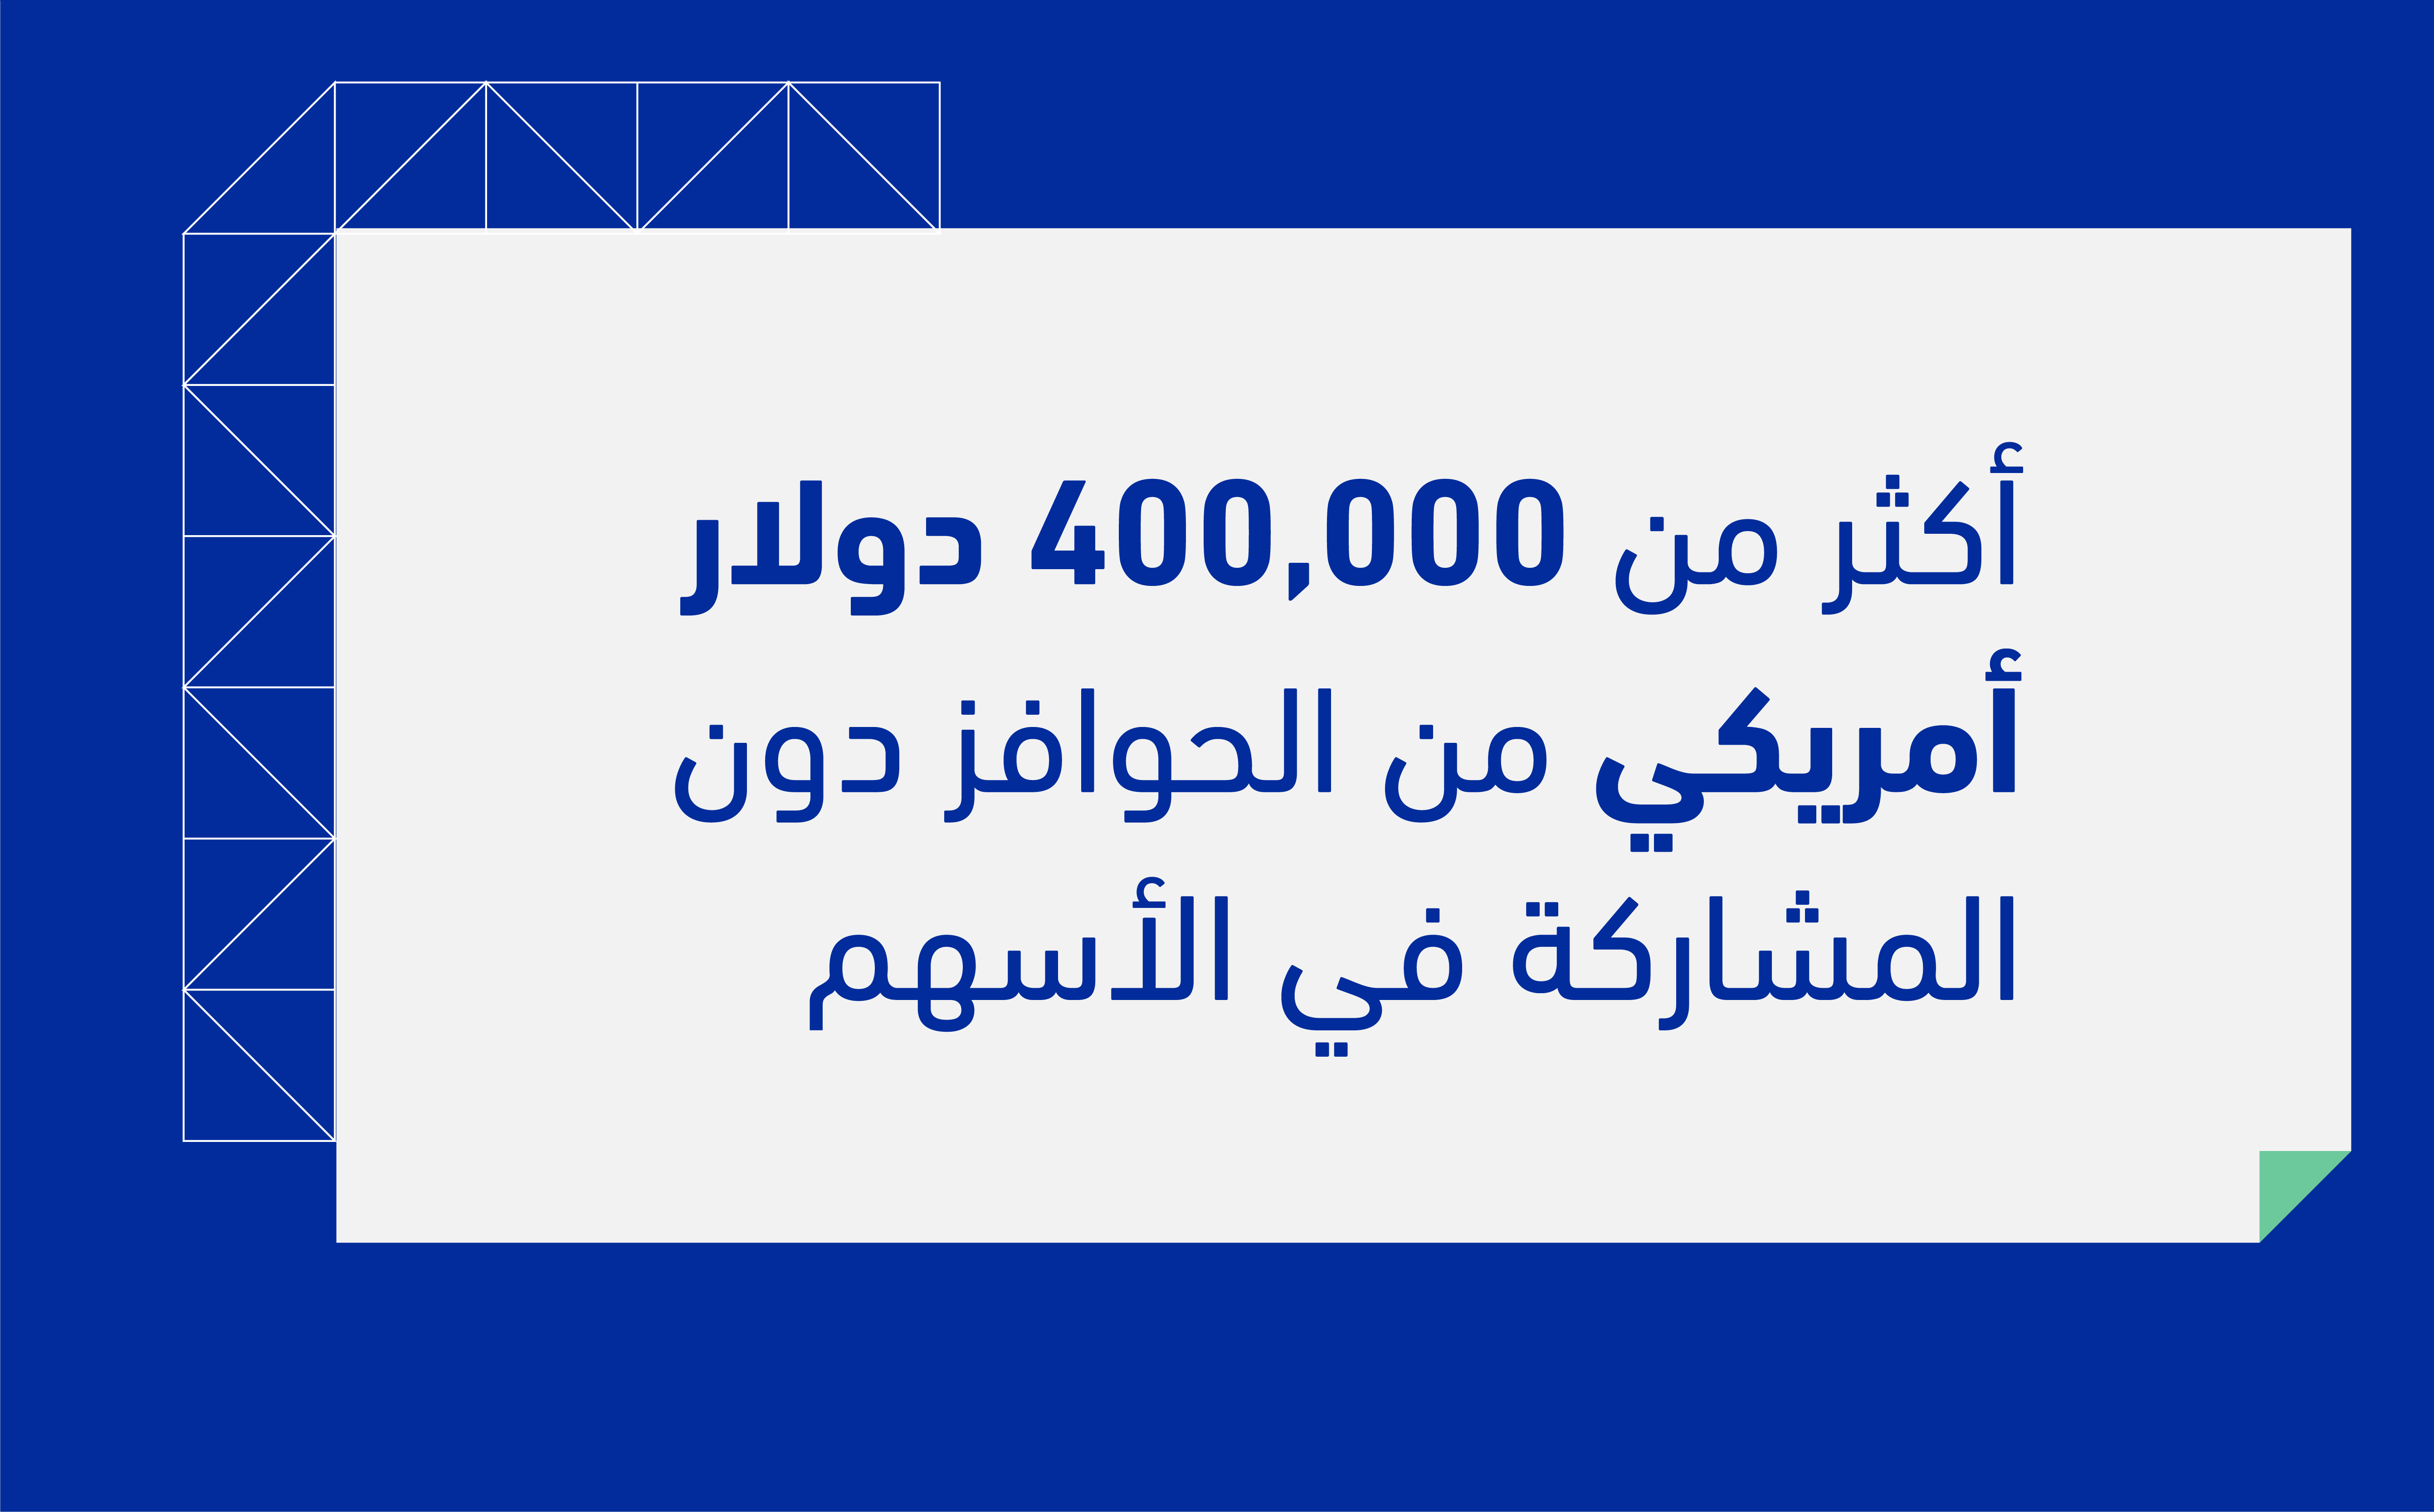 أكثر من 400,000 دولار
أمريكي من الحوافز دون
المشاركة في الأسهم